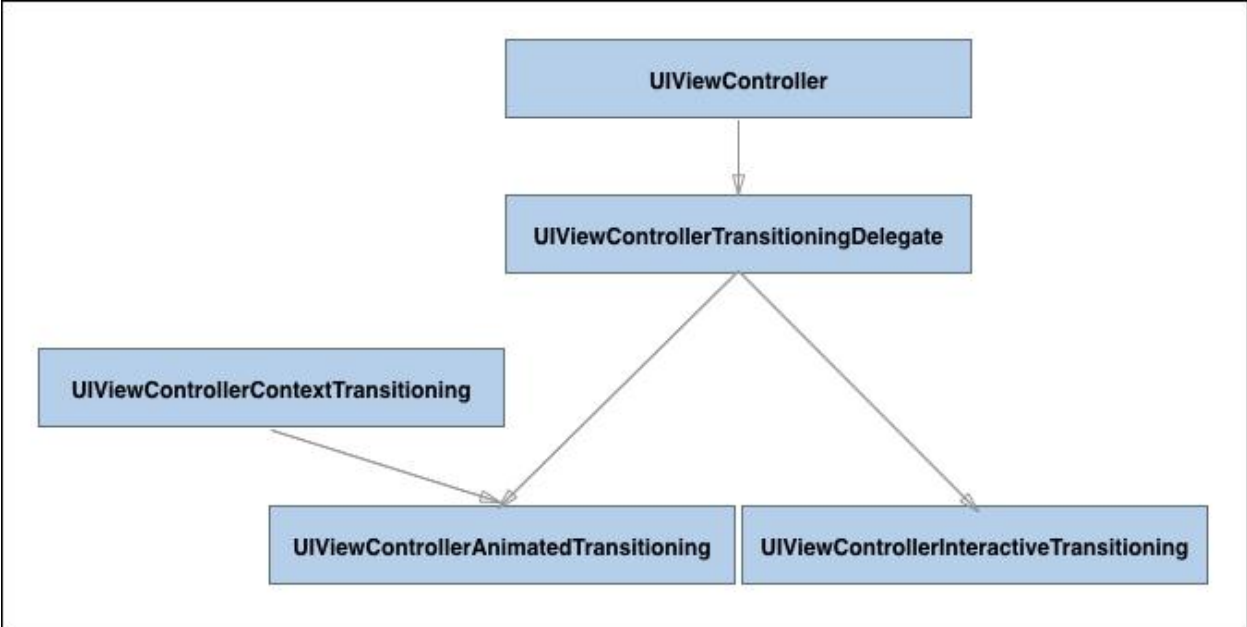 UIViewController
UIViewControllerTransitioningDelegate
UIViewControllerContextTransitioning
UIViewControllerAnimatedTransitioning
UIViewControllerInteractiveTransitioning